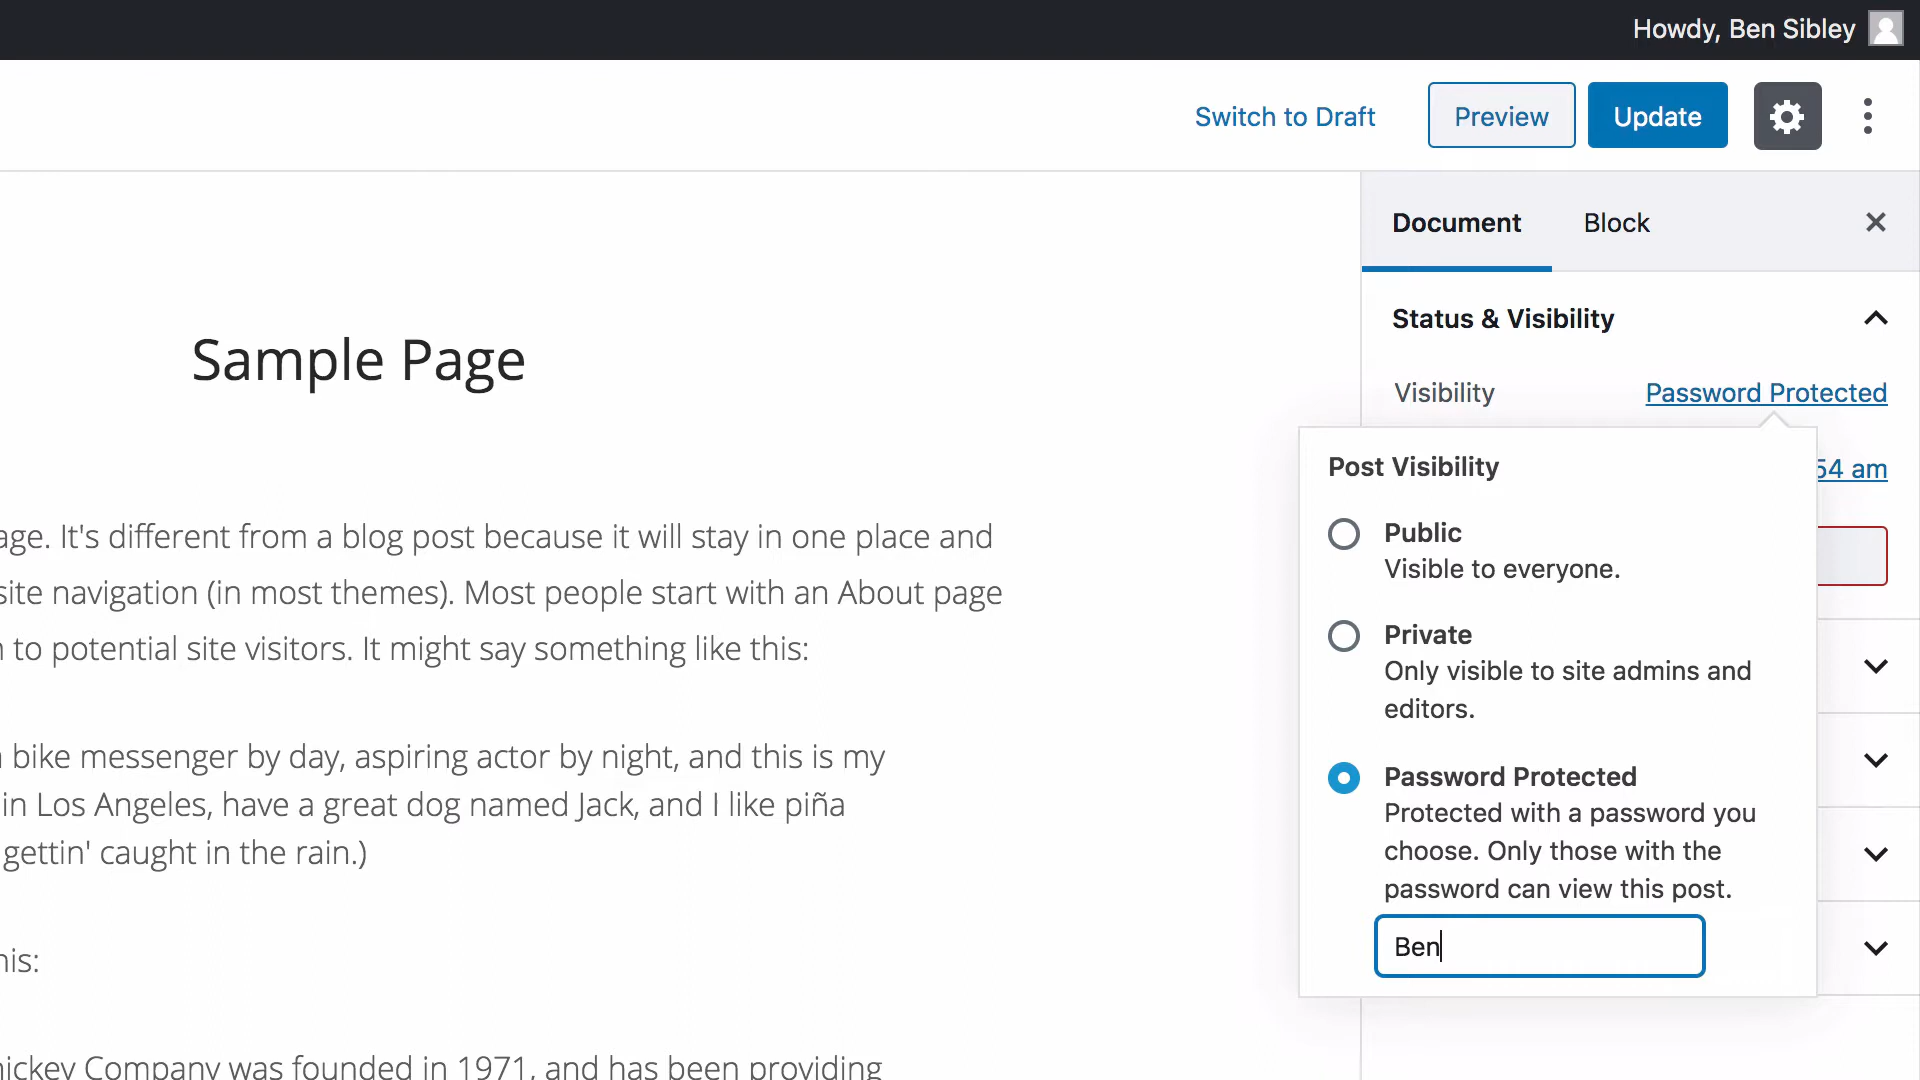 Howdy, Ben Sibley
Switch to Draft
Preview
Update
Document
Block
Status & Visibility
Visibility
Password Protected
54 am
Post Visibility
Public
Visible to everyone.
Private
Only visible to site admins and
editors.
Password Protected
Protected with a password you
choose. Only those with the
password can view this post.
Ben
Sample Page
age. It's different from a blog post because it will stay in one place and
site navigation (in most themes). Most people start with an About page
to potential site visitors. It might say something like this:
bike messenger by day, aspiring actor by night, and this is my
in Los Angeles, have a great dog named Jack, and I like piña
gettin' caught in the rain.)
his:
ickey Company was founded in 1971, and has been providing